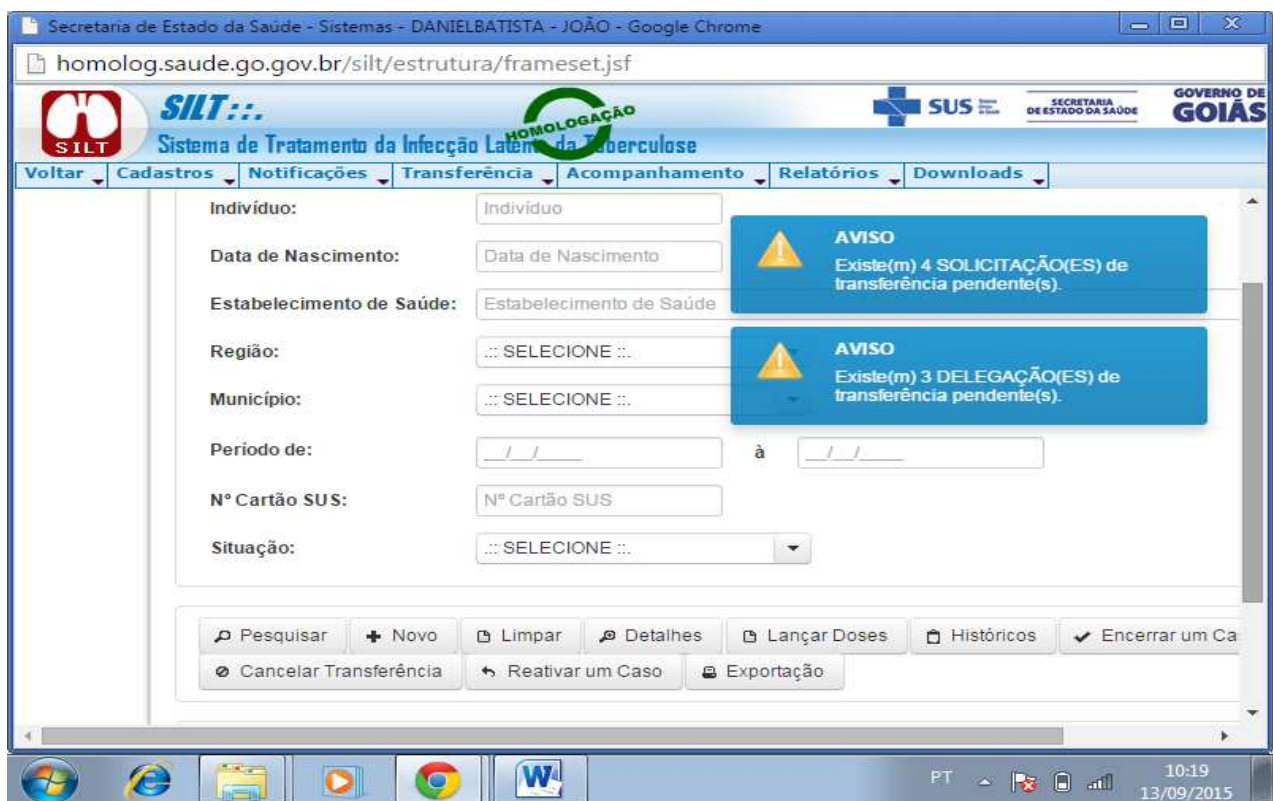 Secretaria de Estado da Saúde - Sistemas - DANIELBATISTA - JOÃO - Google Chrome
homolog.saude.go.gov.br/silt/estrutura/frameset.jsf
SILT
SILT::.
HOMOLOGAÇÃO
SUS
SECRETARIA
DE ESTADO DA SAÚDE
GOVERNO DE
GOIÁS
Sistema de Tratamento da Infecção Latente da Tuberculose
Voltar Cadastros Notificações Transferência Acompanhamento Relatórios Downloads
Indivíduo: Indivíduo
Data de Nascimento: Data de Nascimento
Estabelecimento de Saúde: Estabelecimento de Saúde
Região: .:: SELECIONE ::.
Município: .:: SELECIONE ::.
Período de: __/__/____ à __/__/____
Nº Cartão SUS: Nº Cartão SUS
Situação: .:: SELECIONE ::.
AVISO
Existe(m) 4 SOLICITAÇÃO(ES) de
transferência pendente(s).
AVISO
Existe(m) 3 DELEGAÇÃO(ES) de
transferência pendente(s).
Pesquisar Novo Limpar Detalhes Lançar Doses Históricos Encerrar um Ca
Cancelar Transferência Reativar um Caso Exportação
PT 10:19
13/09/2015